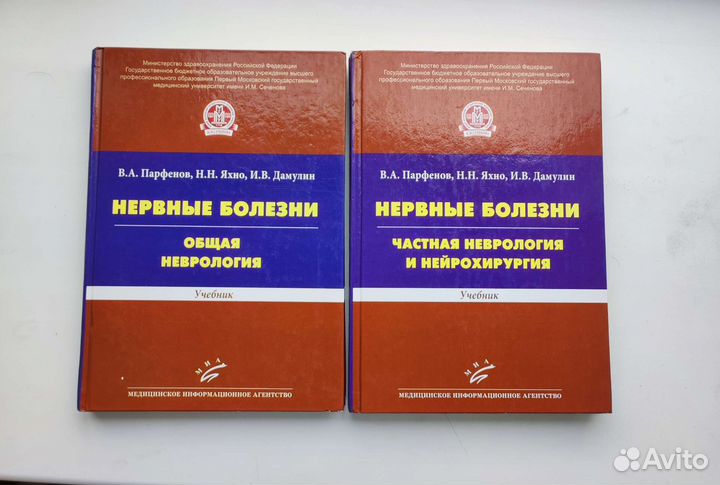 Министерство здравоохранения Российской Федерации
Государственное бюджетное образовательное учреждение высшего
профессионального образования Первый Московский государственный
медицинский университет имени И.М. Сеченова
В.А. Парфенов, Н.Н. Яхно, И.В. Дамулин
НЕРВНЫЕ БОЛЕЗНИ
ОБЩАЯ
НЕВРОЛОГИЯ
Учебник
МИА
МЕДИЦИНСКОЕ ИНФОРМАЦИОННОЕ АГЕНТСТВО
Министерство здравоохранения Российской Федерации
Государственное бюджетное образовательное учреждение высшего
профессионального образования Первый Московский государственный
медицинский университет имени И.М. Сеченова
В.А. Парфенов, Н.Н. Яхно, И.В. Дамулин
НЕРВНЫЕ БОЛЕЗНИ
ЧАСТНАЯ НЕВРОЛОГИЯ
И НЕЙРОХИРУРГИЯ
Учебник
МИА
МЕДИЦИНСКОЕ ИНФОРМАЦИОННОЕ АГЕНТСТВО
Avito